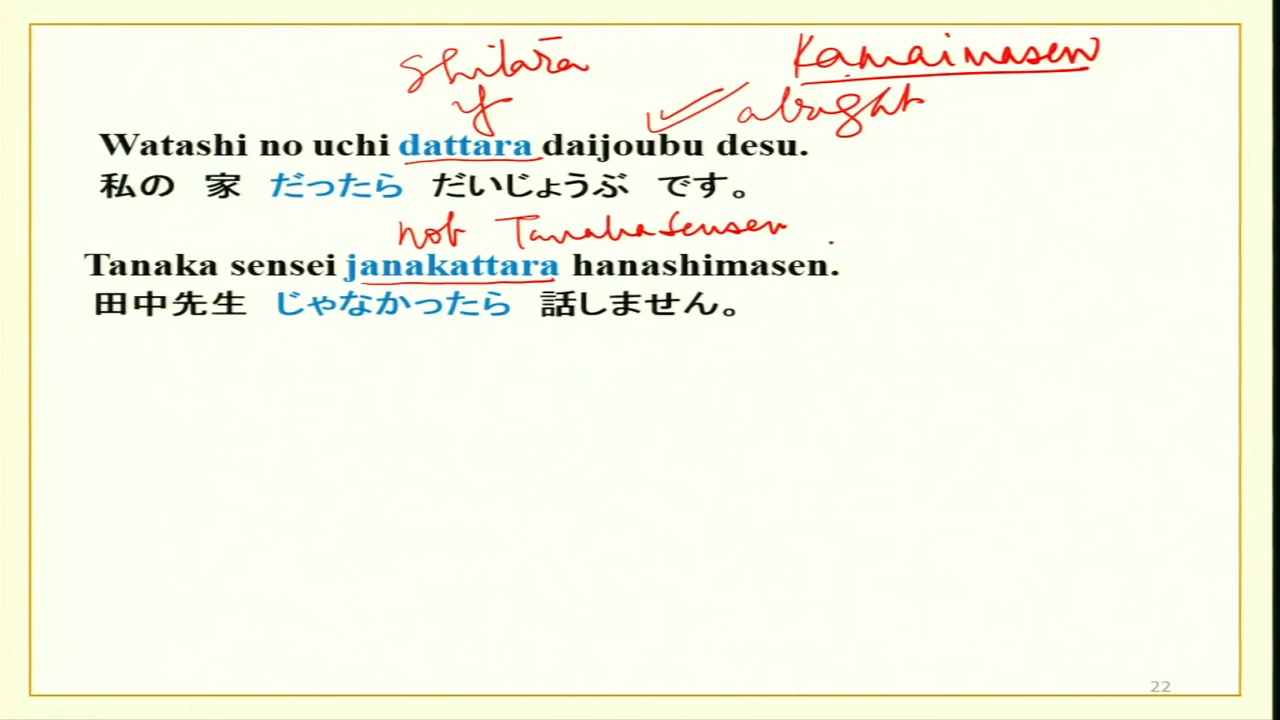 shitara Kamaimasen
if alright
Watashi no uchi dattara daijoubu desu.
私の 家 だったら だいじょうぶ です。
not Tanaka Sensei
Tanaka sensei janakattara hanashimasen.
田中先生 じゃなかったら 話しません。
22